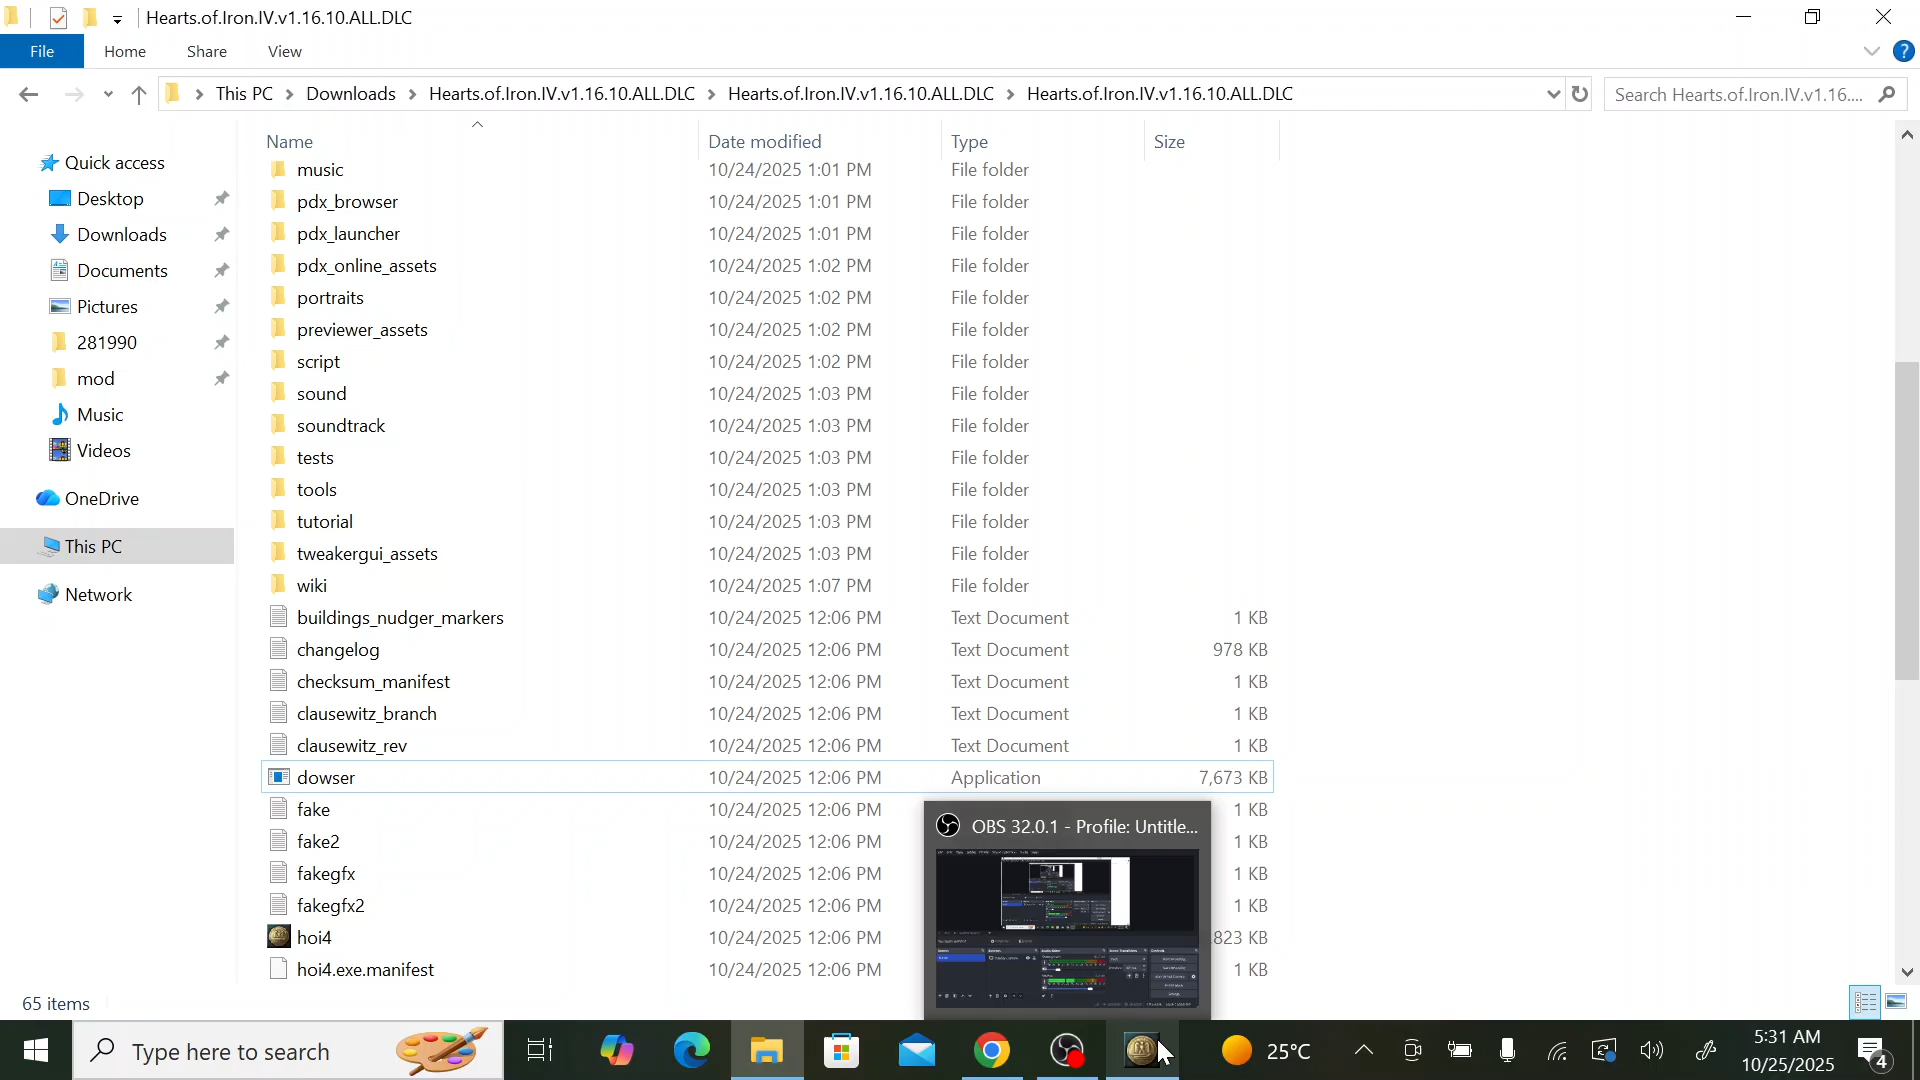 Hearts.of.Iron.IV.v1.16.10.ALL.DLC
File Home Share View
This PC Downloads Hearts.of.Iron.IV.v1.16.10.ALL.DLC Hearts.of.Iron.IV.v1.16.10.ALL.DLC Hearts.of.Iron.IV.v1.16.10.ALL.DLC Search Hearts.of.Iron.IV.v1.16....
Name Date modified Type Size
Quick access
Desktop
Downloads
Documents
Pictures
281990
mod
Music
Videos
OneDrive
This PC
Network
music 10/24/2025 1:01 PM File folder
pdx_browser 10/24/2025 1:01 PM File folder
pdx_launcher 10/24/2025 1:01 PM File folder
pdx_online_assets 10/24/2025 1:02 PM File folder
portraits 10/24/2025 1:02 PM File folder
previewer_assets 10/24/2025 1:02 PM File folder
script 10/24/2025 1:02 PM File folder
sound 10/24/2025 1:03 PM File folder
soundtrack 10/24/2025 1:03 PM File folder
tests 10/24/2025 1:03 PM File folder
tools 10/24/2025 1:03 PM File folder
tutorial 10/24/2025 1:03 PM File folder
tweakergui_assets 10/24/2025 1:03 PM File folder
wiki 10/24/2025 1:07 PM File folder
buildings_nudger_markers 10/24/2025 12:06 PM Text Document 1 KB
changelog 10/24/2025 12:06 PM Text Document 978 KB
checksum_manifest 10/24/2025 12:06 PM Text Document 1 KB
clausewitz_branch 10/24/2025 12:06 PM Text Document 1 KB
clausewitz_rev 10/24/2025 12:06 PM Text Document 1 KB
dowser 10/24/2025 12:06 PM Application 7,673 KB
fake 10/24/2025 12:06 PM 1 KB
fake2 10/24/2025 12:06 PM 1 KB
fakegfx 10/24/2025 12:06 PM 1 KB
fakegfx2 10/24/2025 12:06 PM 1 KB
hoi4 10/24/2025 12:06 PM 823 KB
hoi4.exe.manifest 10/24/2025 12:06 PM 1 KB
OBS 32.0.1 - Profile: Untitle...
65 items
Type here to search
25°C
5:31 AM
10/25/2025
4